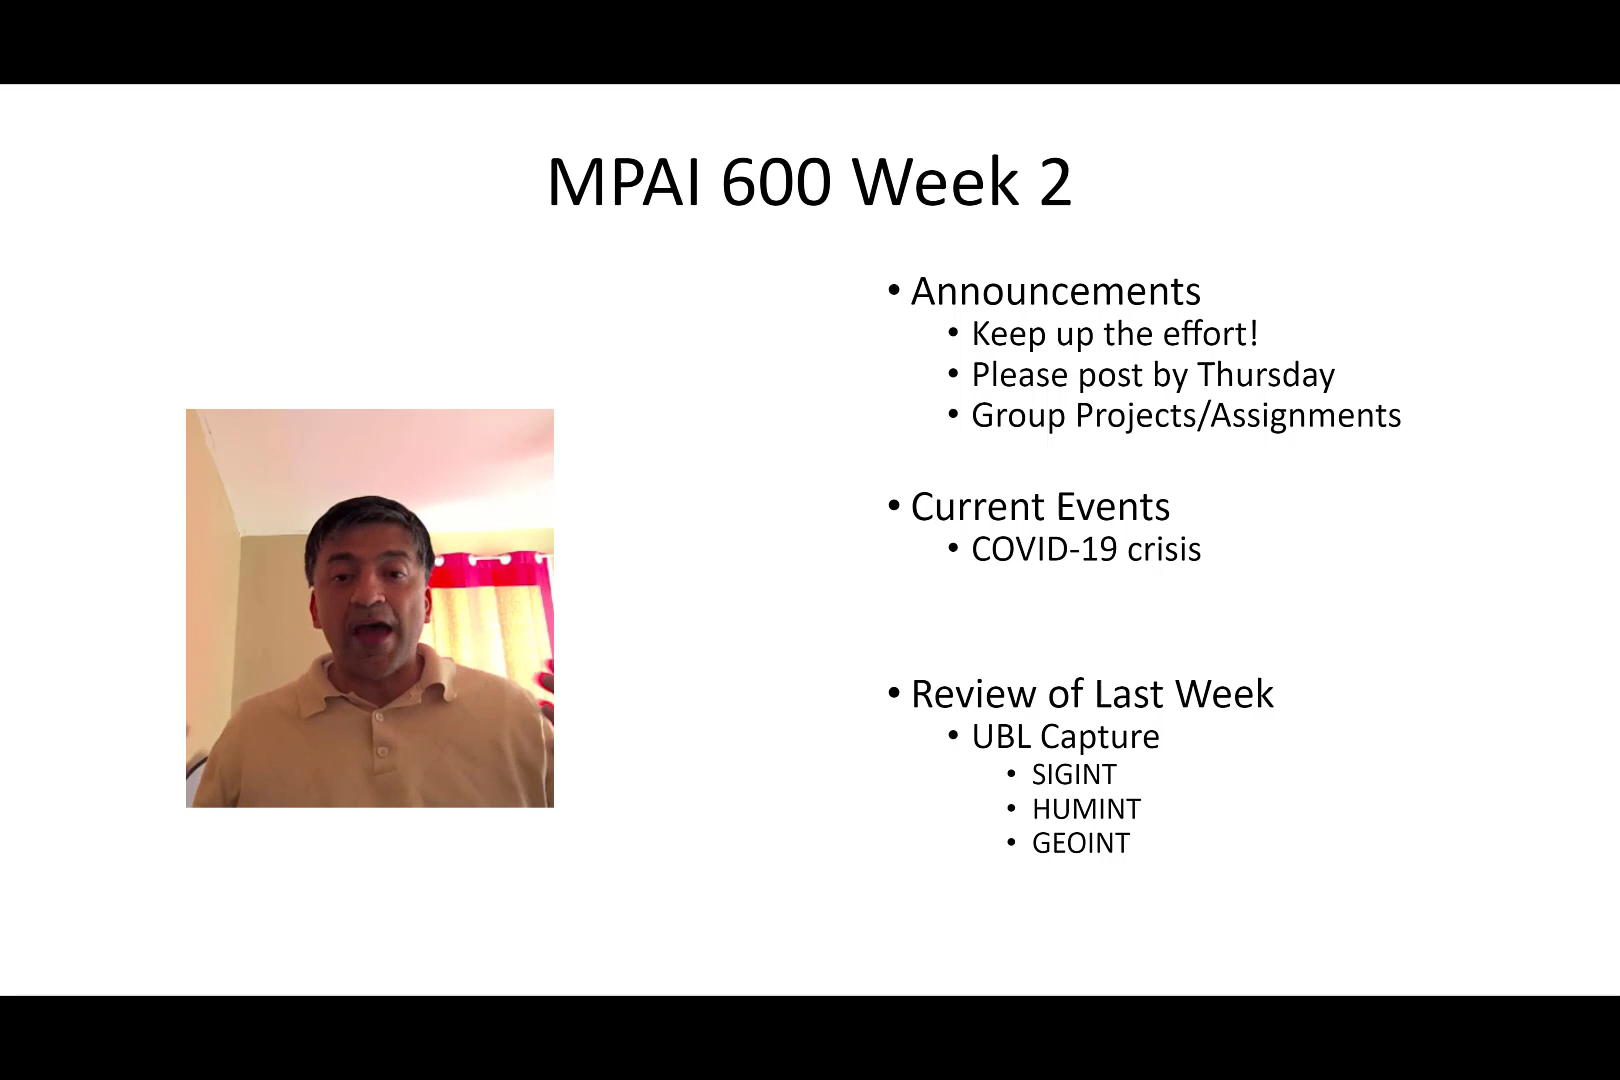 MPAI 600 Week 2
• Announcements
• Keep up the effort!
• Please post by Thursday
• Group Projects/Assignments
• Current Events
• COVID-19 crisis
• Review of Last Week
• UBL Capture
• SIGINT
• HUMINT
• GEOINT